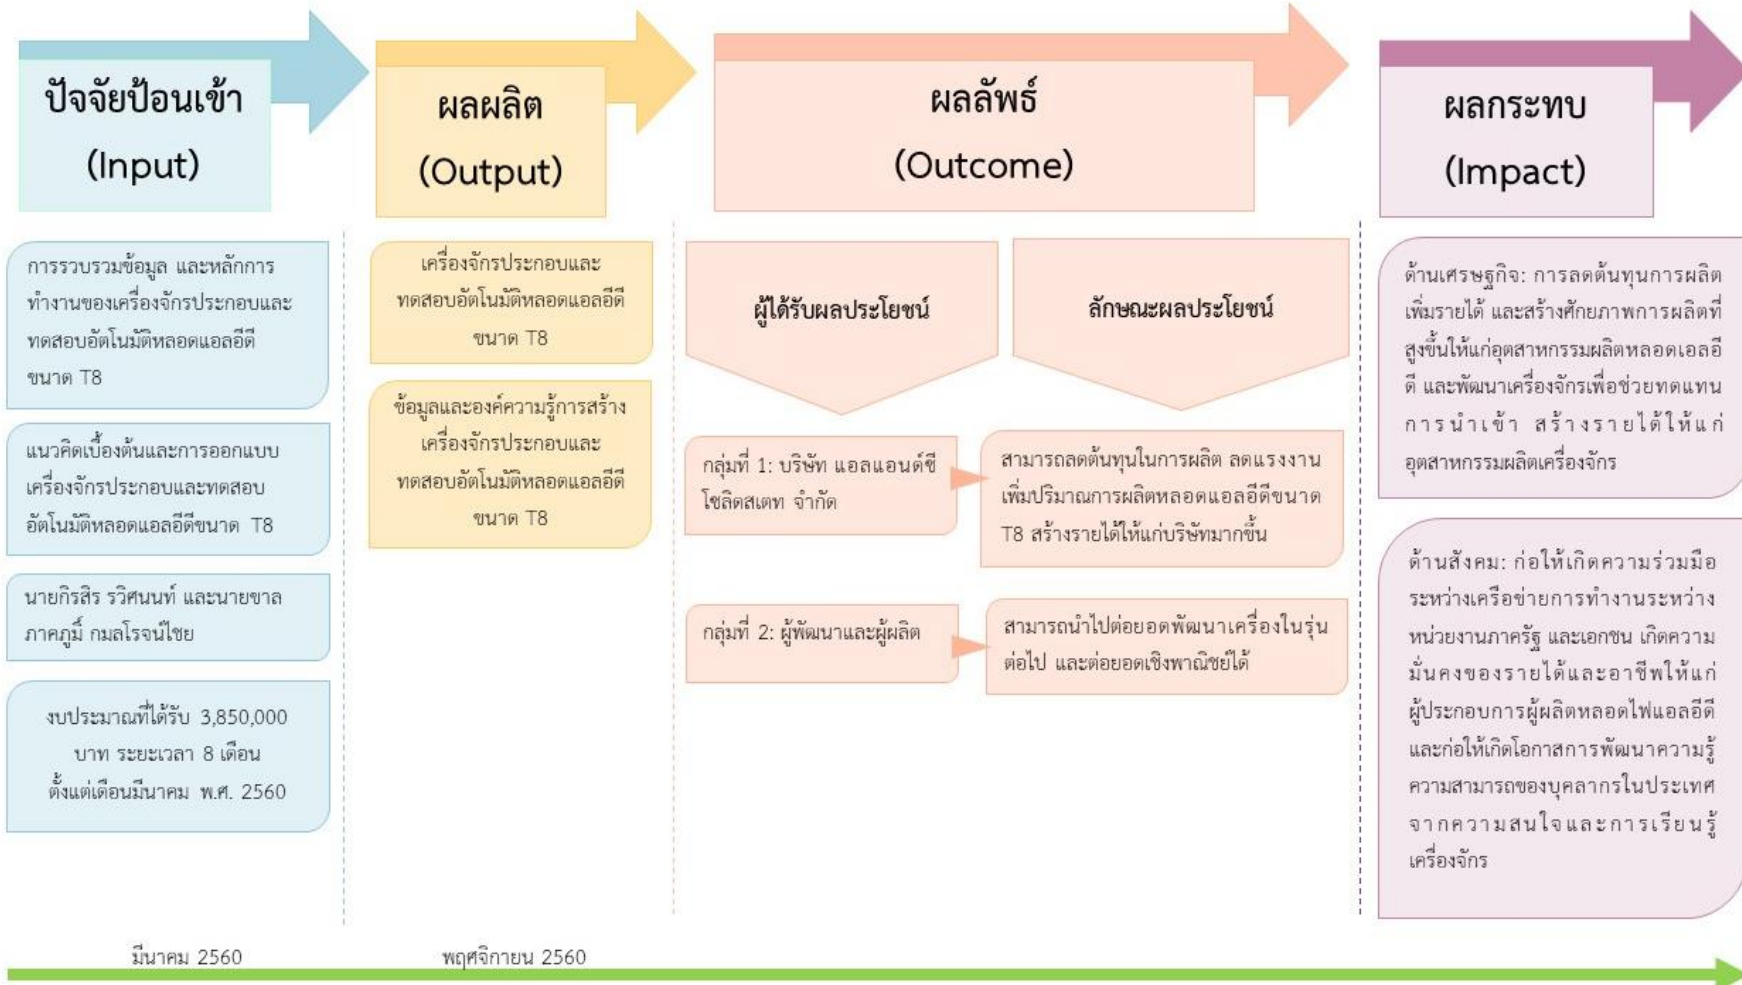 ปัจจัยป้อนเข้า
(Input)
ผลผลิต
(Output)
ผลลัพธ์
(Outcome)
ผลกระทบ
(Impact)
การรวบรวมข้อมูล และหลักการ
ทำงานของเครื่องจักรประกอบและ
ทดสอบอัตโนมัติหลอดแอลอีดี
ขนาด T8
แนวคิดเบื้องต้นและการออกแบบ
เครื่องจักรประกอบและทดสอบ
อัตโนมัติหลอดแอลอีดีขนาด T8
นายกิรสิร รวิศนนท์ และนายขาล
ภาคภูมิ์ กมลโรจน์ไชย
งบประมาณที่ได้รับ 3,850,000
บาท ระยะเวลา 8 เดือน
ตั้งแต่เดือนมีนาคม พ.ศ. 2560
เครื่องจักรประกอบและ
ทดสอบอัตโนมัติหลอดแอลอีดี
ขนาด T8
ข้อมูลและองค์ความรู้การสร้าง
เครื่องจักรประกอบและ
ทดสอบอัตโนมัติหลอดแอลอีดี
ขนาด T8
ผู้ได้รับผลประโยชน์
ลักษณะผลประโยชน์
กลุ่มที่ 1: บริษัท แอลแอนด์ซี
โซลิดสเตท จำกัด
สามารถลดต้นทุนในการผลิต ลดแรงงาน
เพิ่มปริมาณการผลิตหลอดแอลอีดีขนาด
T8 สร้างรายได้ให้แก่บริษัทมากขึ้น
กลุ่มที่ 2: ผู้พัฒนาและผู้ผลิต
สามารถนำไปต่อยอดพัฒนาเครื่องในรุ่น
ต่อไป และต่อยอดเชิงพาณิชย์ได้
ด้านเศรษฐกิจ: การลดต้นทุนการผลิต
เพิ่มรายได้ และสร้างศักยภาพการผลิตที่
สูงขึ้นให้แก่อุตสาหกรรมผลิตหลอดเอลอี
ดี และพัฒนาเครื่องจักรเพื่อช่วยทดแทน
การนำเข้า สร้างรายได้ให้แก่
อุตสาหกรรมผลิตเครื่องจักร
ด้านสังคม: ก่อให้เกิดความร่วมมือ
ระหว่างเครือข่ายการทำงานระหว่าง
หน่วยงานภาครัฐ และเอกชน เกิดความ
มั่นคงของรายได้และอาชีพให้แก่
ผู้ประกอบการผู้ผลิตหลอดไฟแอลอีดี
และก่อให้เกิดโอกาสการพัฒนาความรู้
ความสามารถของบุคลากรในประเทศ
จากความสนใจและการเรียนรู้
เครื่องจักร
มีนาคม 2560
พฤศจิกายน 2560